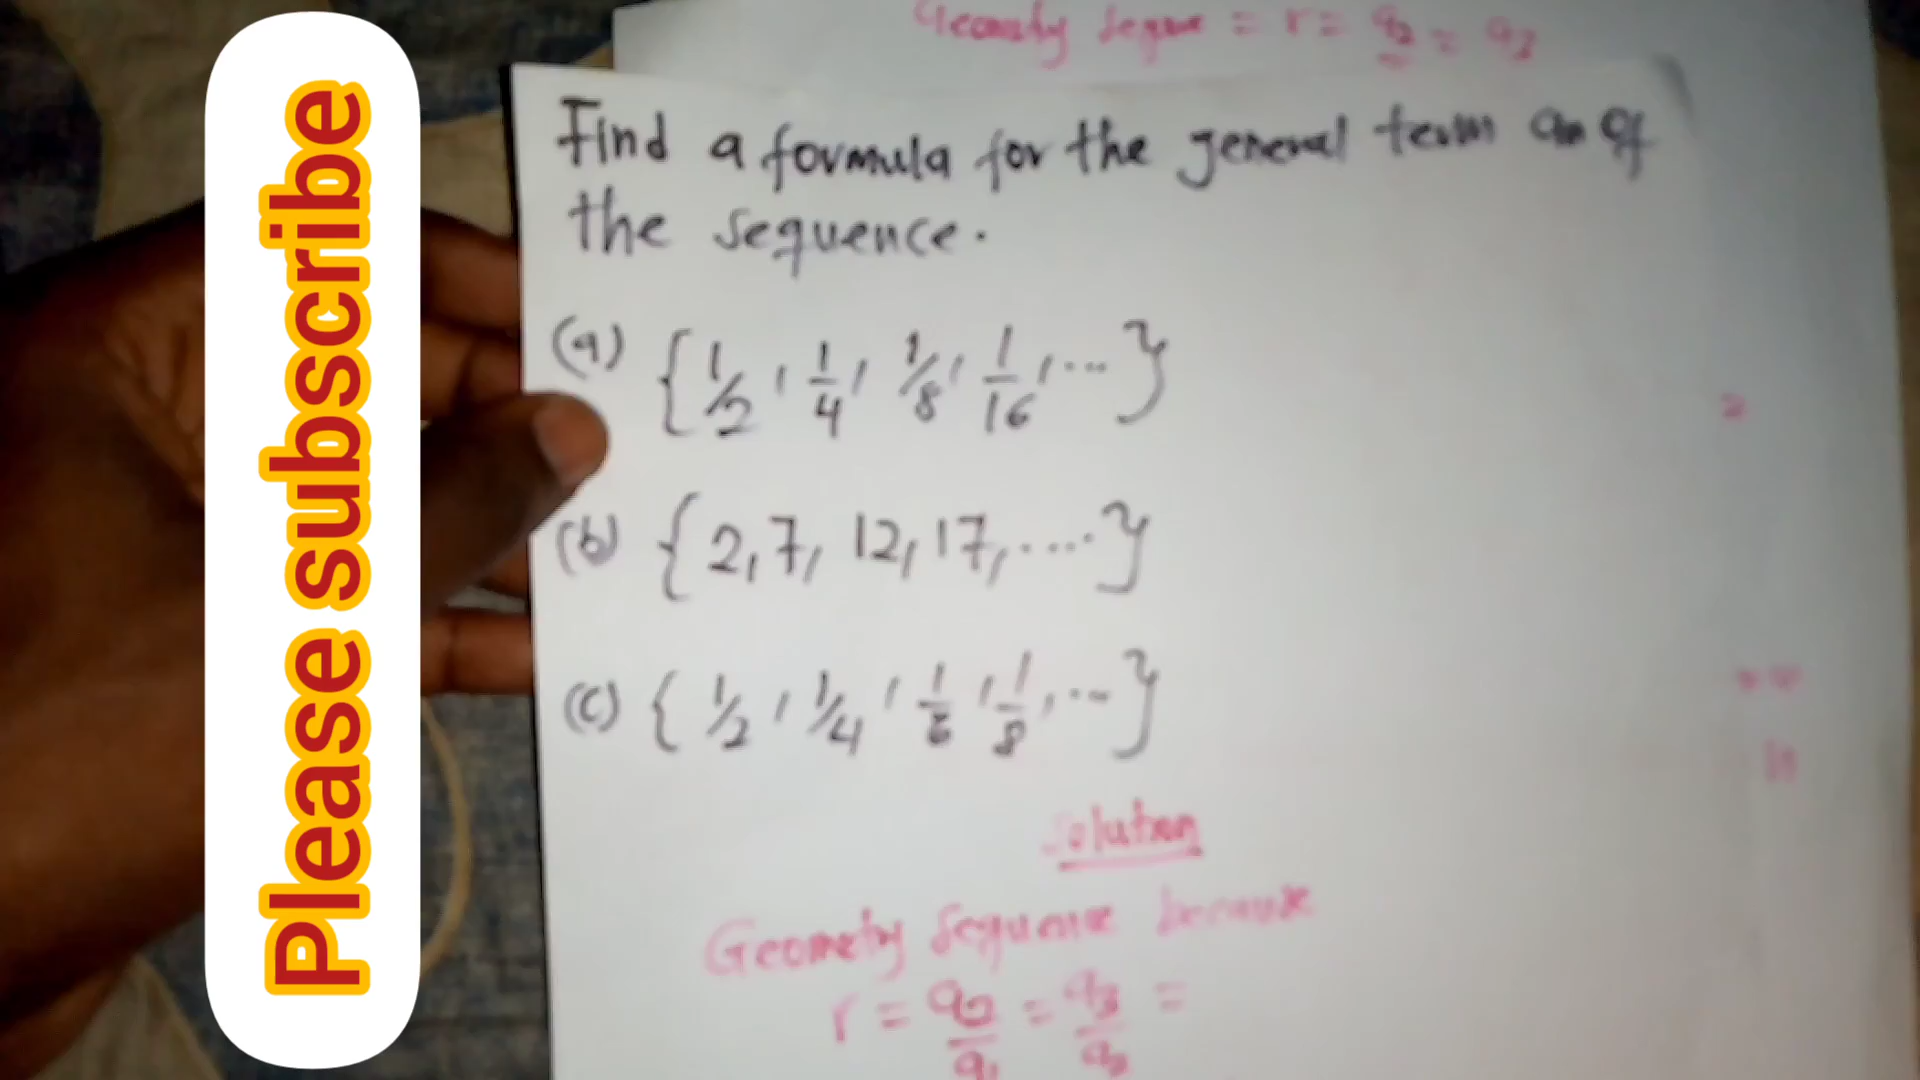 Please subscribe
Geometry Sequence = r = a₂ = a₃
Find a formula for the general term an of
the sequence.
(a) {1/2, 1/4, 1/8, 1/16, ...}
(b) {2, 7, 12, 17, ....}
(c) {1/2, 1/4, 1/6, 1/8, ...}
Solution
Geometry Sequence because
r = a₂/a₁ = a₃/a₂ =